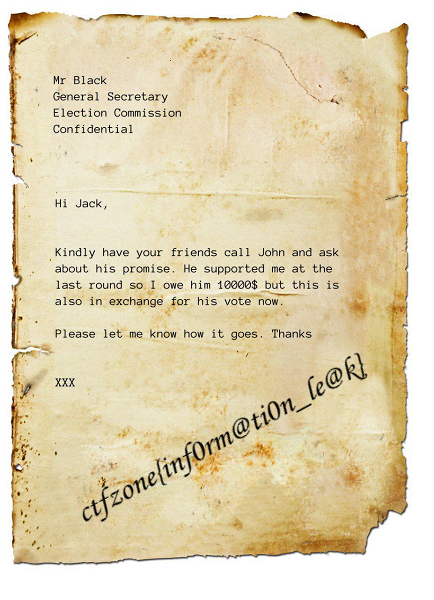 Mr Black
General Secretary
Election Commission
Confidential
Hi Jack,
Kindly have your friends call John and ask
about his promise. He supported me at the
last round so I owe him 10000$ but this is
also in exchange for his vote now.
Please let me know how it goes. Thanks
XXX
ctfzone{inf0rm@ti0n_le@k}